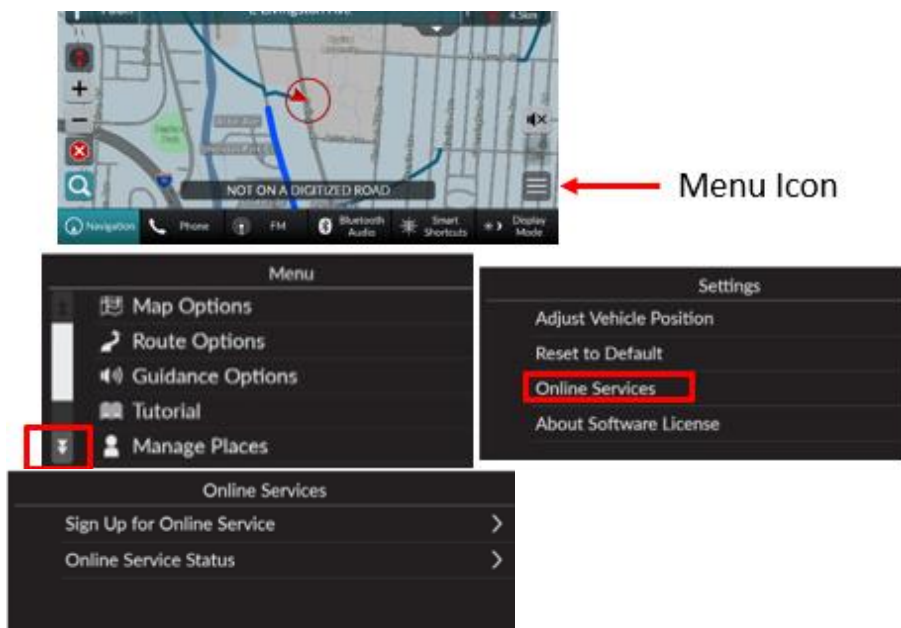 4.5km
NOT ON A DIGITIZED ROAD
Menu Icon
Navigation
Phone
FM
Bluetooth
Audio
Smart
Shortcuts
Display
Mode
Menu
Map Options
Route Options
Guidance Options
Tutorial
Manage Places
Settings
Adjust Vehicle Position
Reset to Default
Online Services
About Software License
Online Services
Sign Up for Online Service
Online Service Status